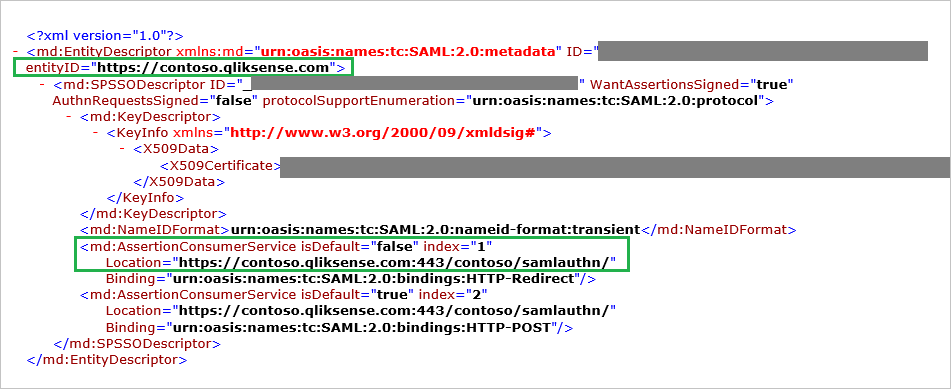 <?xml version="1.0"?>
- <md:EntityDescriptor xmlns:md="urn:oasis:names:tc:SAML:2.0:metadata" ID="
entityID="https://contoso.qliksense.com">
- <md:SPSSODescriptor ID="_ " WantAssertionsSigned="true"
AuthnRequestsSigned="false" protocolSupportEnumeration="urn:oasis:names:tc:SAML:2.0:protocol">
- <md:KeyDescriptor>
- <KeyInfo xmlns="http://www.w3.org/2000/09/xmldsig#">
- <X509Data>
<X509Certificate>
</X509Data>
</KeyInfo>
</md:KeyDescriptor>
<md:NameIDFormat>urn:oasis:names:tc:SAML:2.0:nameid-format:transient</md:NameIDFormat>
<md:AssertionConsumerService isDefault="false" index="1"
Location="https://contoso.qliksense.com:443/contoso/samlauthn/"
Binding="urn:oasis:names:tc:SAML:2.0:bindings:HTTP-Redirect"/>
<md:AssertionConsumerService isDefault="true" index="2"
Location="https://contoso.qliksense.com:443/contoso/samlauthn/"
Binding="urn:oasis:names:tc:SAML:2.0:bindings:HTTP-POST"/>
</md:SPSSODescriptor>
</md:EntityDescriptor>